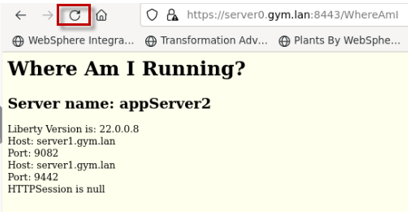 https://server0.gym.lan:8443/WhereAmI
WebSphere Integra... Transformation Adv... Plants By WebSphe...
Where Am I Running?
Server name: appServer2
Liberty Version is: 22.0.0.8
Host: server1.gym.lan
Port: 9082
Host: server1.gym.lan
Port: 9442
HTTPSession is null